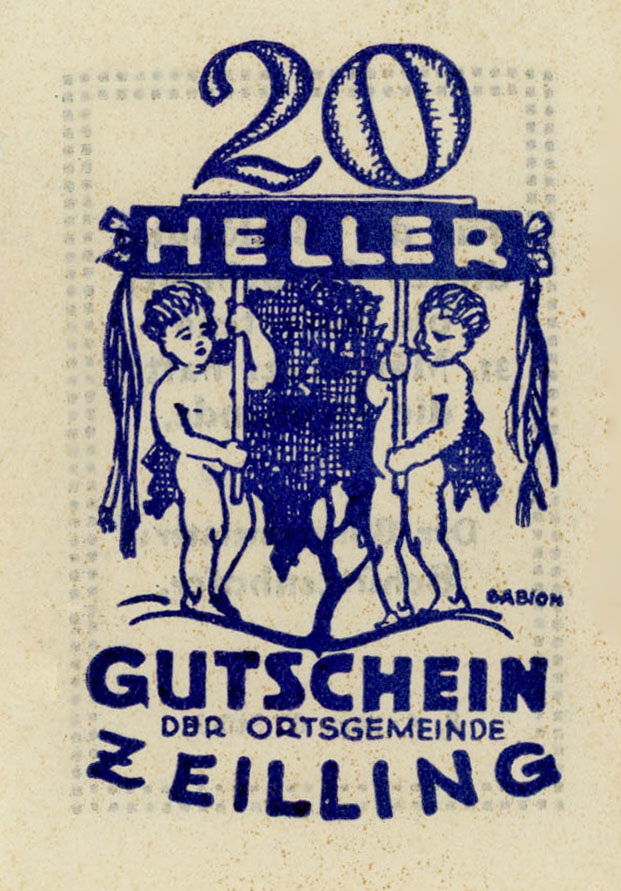 20
HELLER
BABION
GUTSCHEIN
DER ORTSGEMEINDE
ZEILLING